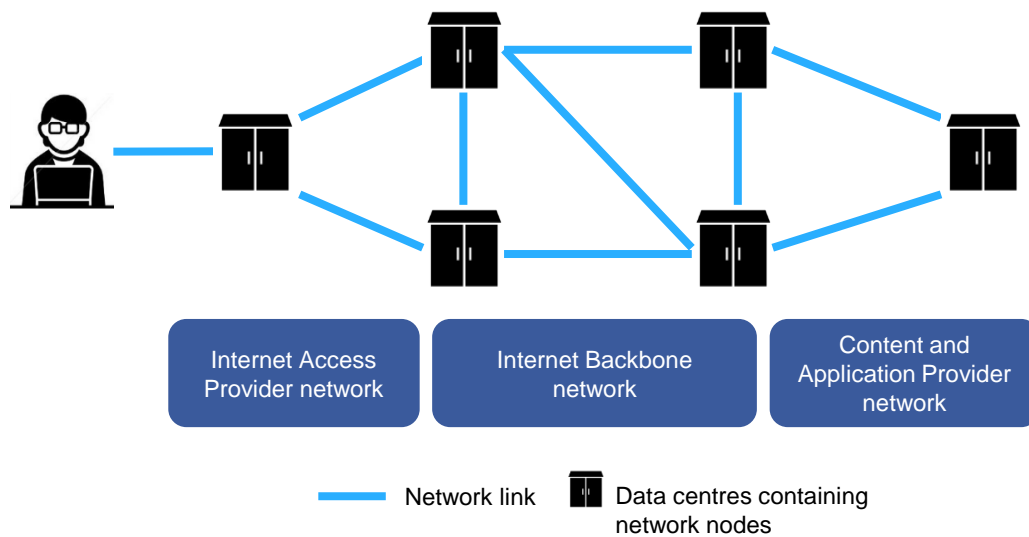 Internet Access
Provider network
Internet Backbone
network
Content and
Application Provider
network
Network link
Data centres containing
network nodes